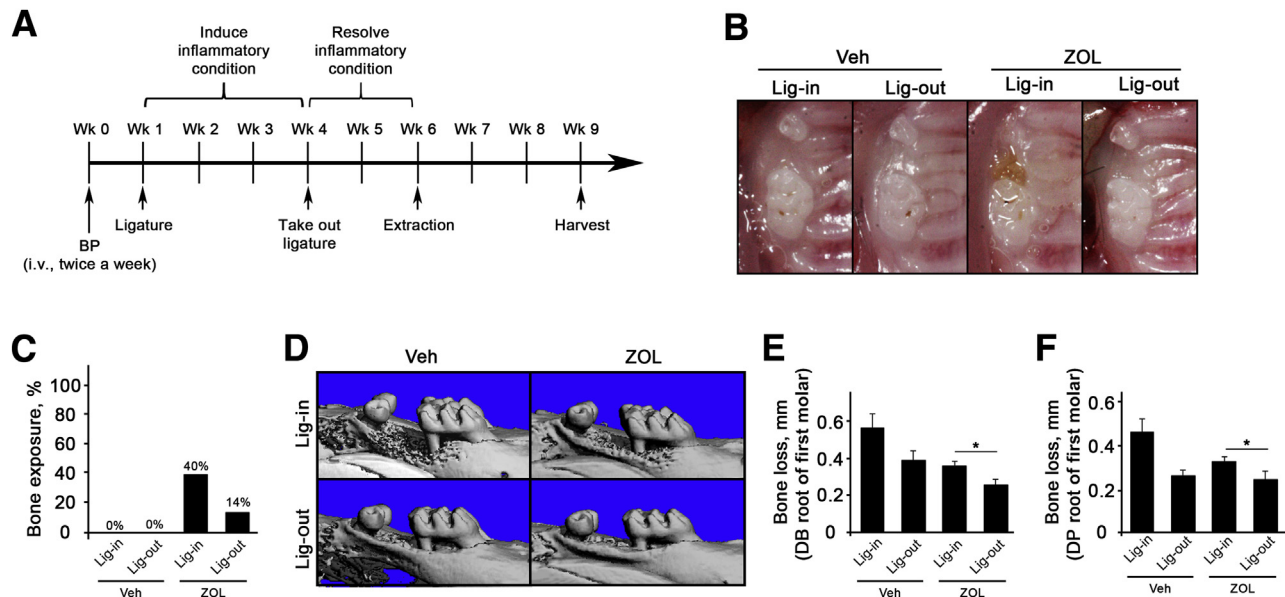 A
Induce
inflammatory
condition
Resolve
inflammatory
condition
Wk 0 Wk 1 Wk 2 Wk 3 Wk 4 Wk 5 Wk 6 Wk 7 Wk 8 Wk 9
BP
(i.v., twice a week)
Ligature
Take out
ligature
Extraction
Harvest
B
Veh ZOL
Lig-in Lig-out Lig-in Lig-out
C
Bone exposure, %
100
80
60
40
20
0
0% 0% 40% 14%
Lig-in Lig-out Lig-in Lig-out
Veh ZOL
D
Veh ZOL
Lig-in
Lig-out
E
Bone loss, mm
(DB root of first molar)
0.6
0.4
0.2
0
*
Lig-in Lig-out Lig-in Lig-out
Veh ZOL
F
Bone loss, mm
(DP root of first molar)
0.6
0.4
0.2
0
*
Lig-in Lig-out Lig-in Lig-out
Veh ZOL